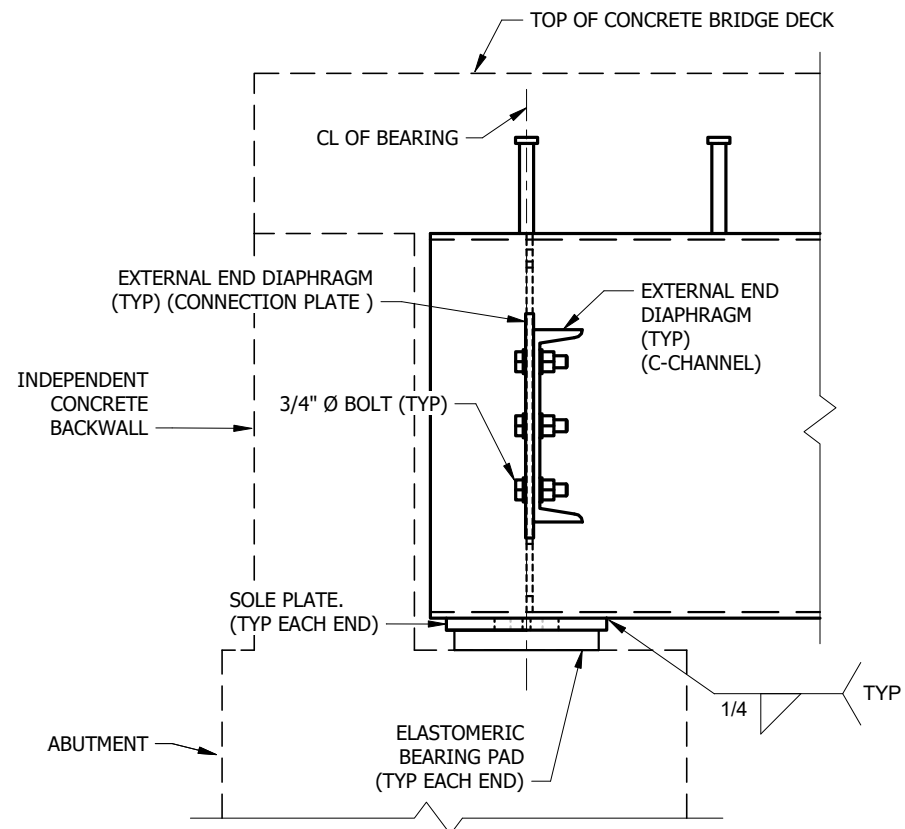 TOP OF CONCRETE BRIDGE DECK
CL OF BEARING
EXTERNAL END DIAPHRAGM
(TYP) (CONNECTION PLATE )
EXTERNAL END
DIAPHRAGM
(TYP)
(C-CHANNEL)
INDEPENDENT
CONCRETE
BACKWALL
3/4" Ø BOLT (TYP)
SOLE PLATE.
(TYP EACH END)
1/4
TYP
ABUTMENT
ELASTOMERIC
BEARING PAD
(TYP EACH END)